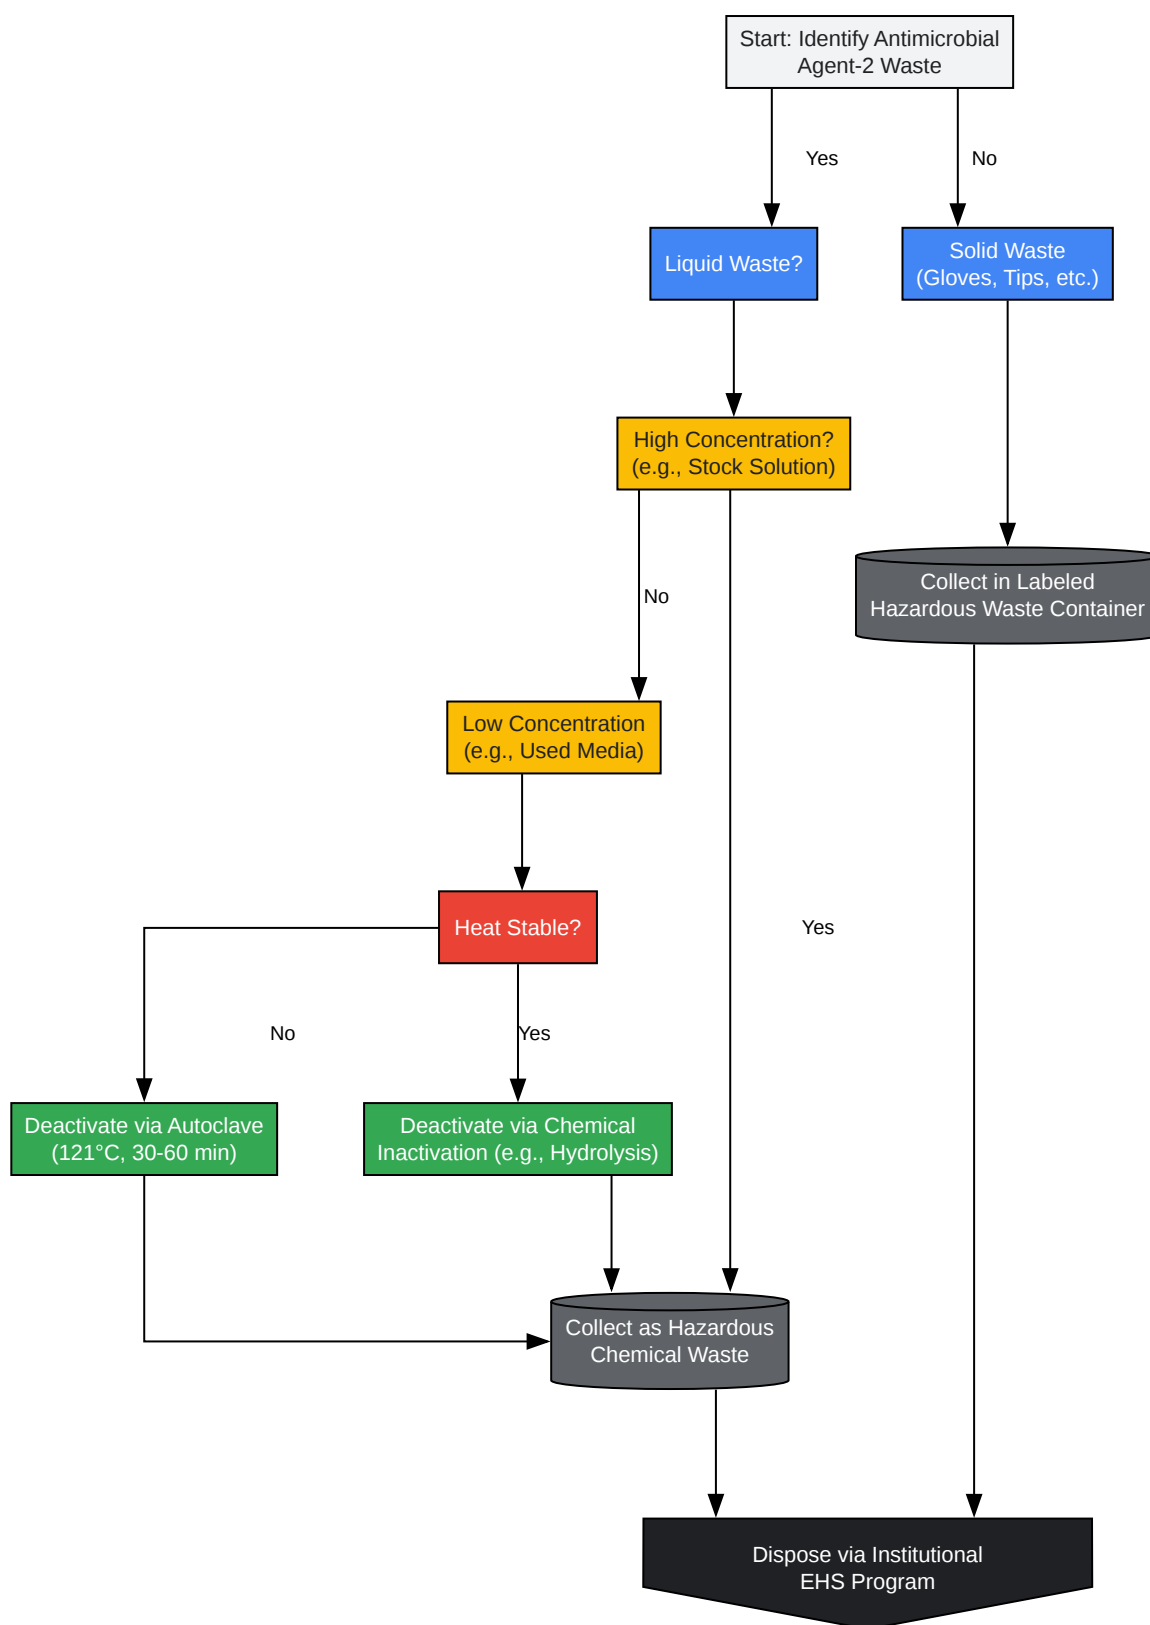 Start: Identify Antimicrobial
Agent-2 Waste
Yes
No
Liquid Waste?
Solid Waste
(Gloves, Tips, etc.)
High Concentration?
(e.g., Stock Solution)
Collect in Labeled
Hazardous Waste Container
No
Low Concentration
(e.g., Used Media)
Heat Stable?
Yes
No
Yes
Deactivate via Autoclave
(121°C, 30-60 min)
Deactivate via Chemical
Inactivation (e.g., Hydrolysis)
Collect as Hazardous
Chemical Waste
Dispose via Institutional
EHS Program